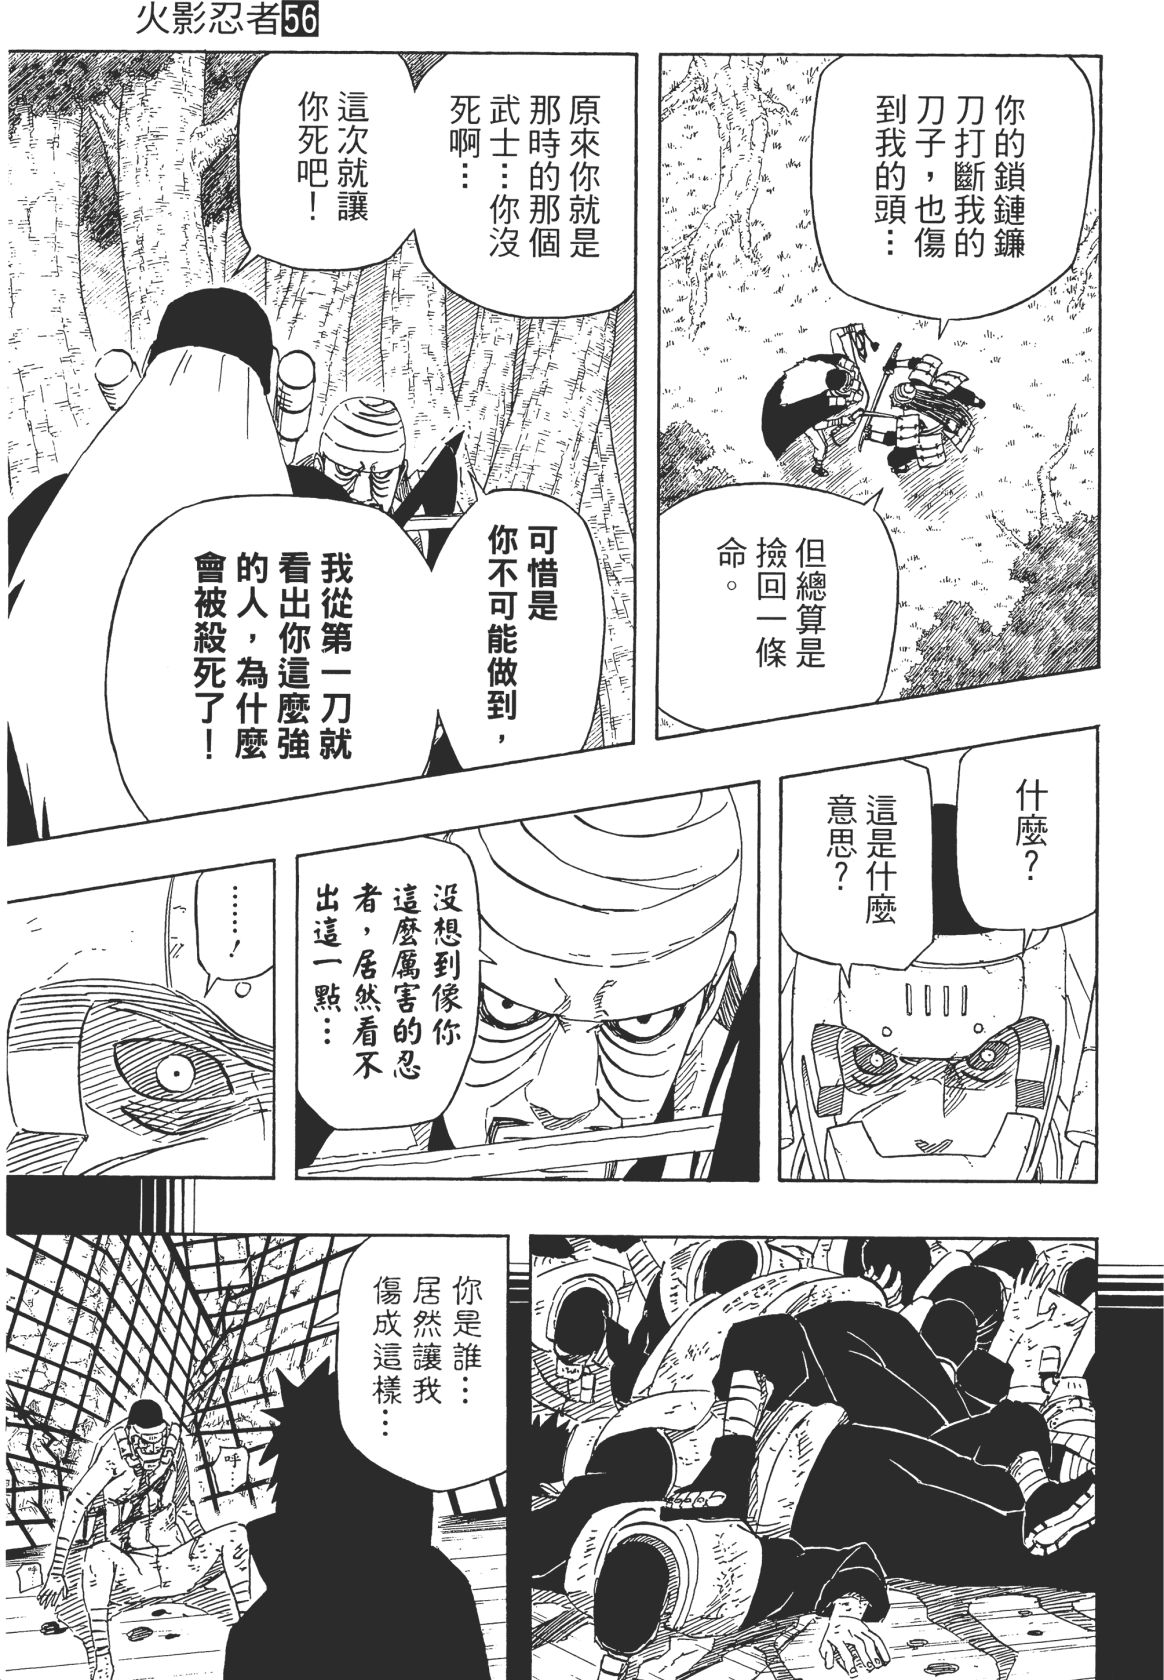 火影忍者56
你的鎖鏈鐮
刀打斷我的
刀子，也傷
到我的頭…
但總算是
撿回一條
命。
原來你就是
那時的那個
武士…你沒
死啊…
這次就讓
你死吧！
可惜是
你不可能做到，
我從第一刀就
看出你這麼強
的人，為什麼
會被殺死了！
什麼？
這是什麼
意思？
沒想到像你
這麼厲害的忍
者，居然看不
出這一點…
……！
你是誰…
居然讓我
傷成這樣…
呼
呼